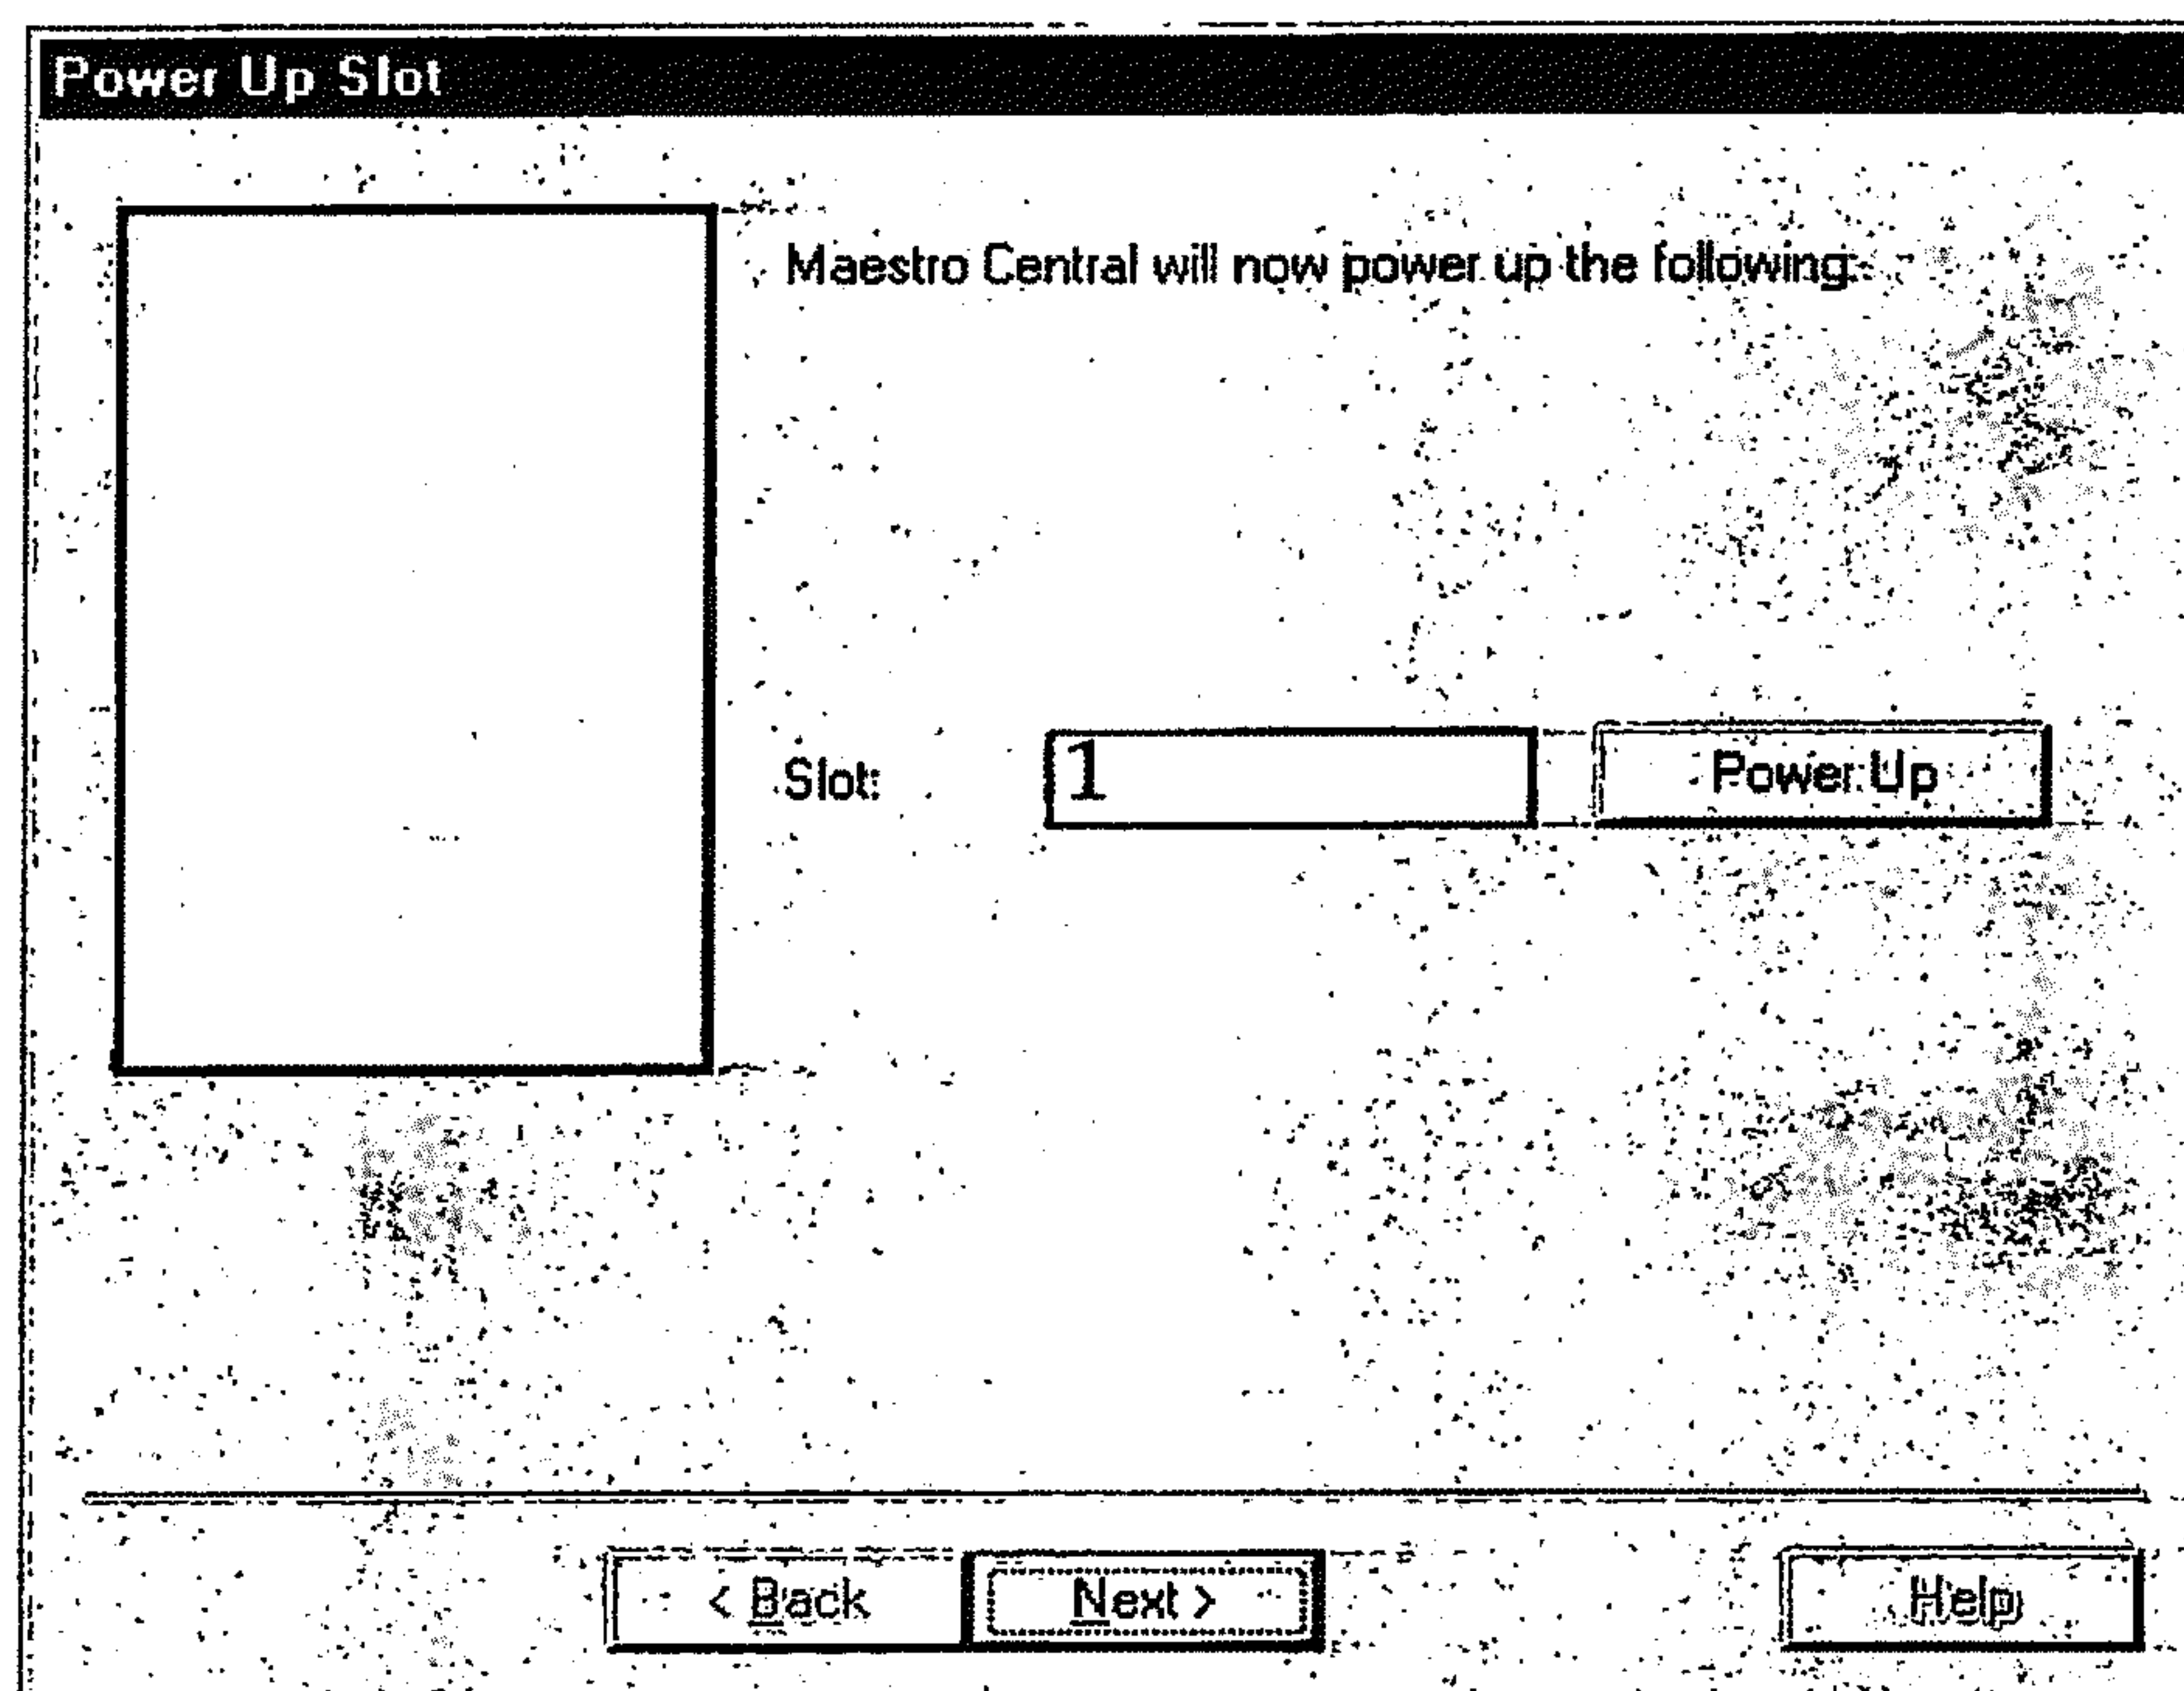 Power Up Slot
Maestro Central will now power up the following:
Slot: 1 Power Up
< Back Next > Help